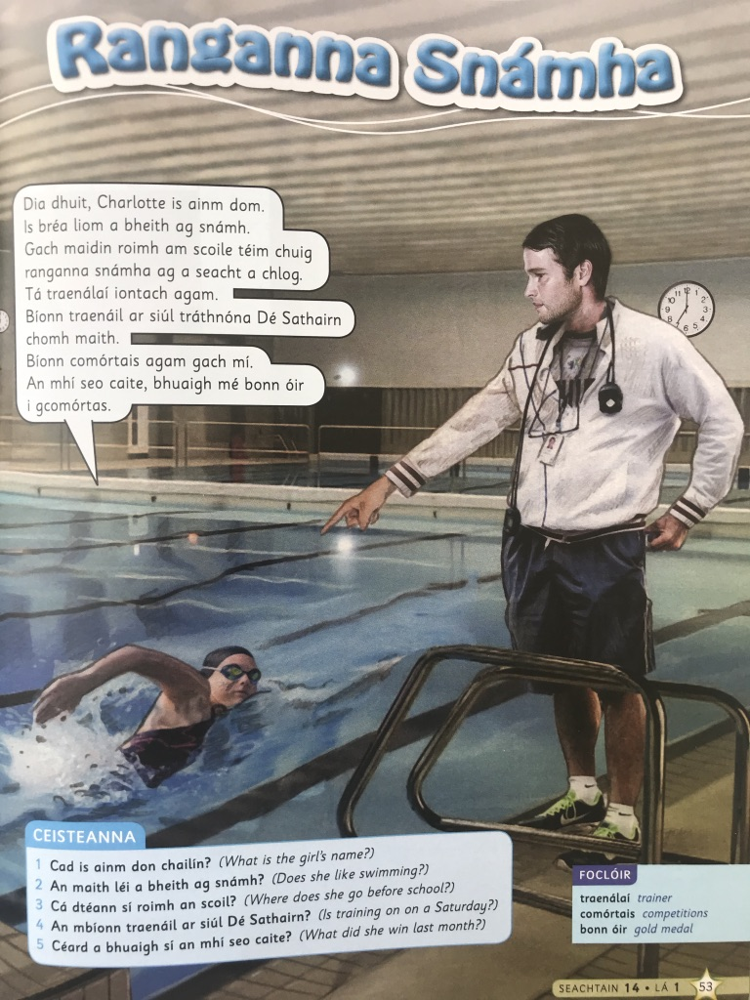 Ranganna Snámha
Dia dhuit, Charlotte is ainm dom.
Is bréa liom a bheith ag snámh.
Gach maidin roimh am scoile téim chuig
ranganna snámha ag a seacht a chlog.
Tá traenálaí iontach agam.
Bíonn traenáil ar siúl tráthnóna Dé Sathairn
chomh maith.
Bíonn comórtais agam gach mí.
An mhí seo caite, bhuaigh mé bonn óir
i gcomórtas.
CEISTEANNA
1 Cad is ainm don chailín? (What is the girl's name?)
2 An maith léi a bheith ag snámh? (Does she like swimming?)
3 Cá dtéann sí roimh an scoil? (Where does she go before school?)
4 An mbíonn traenáil ar siúl Dé Sathairn? (Is training on on a Saturday?)
5 Céard a bhuaigh sí an mhí seo caite? (What did she win last month?)
FOCLÓIR
traenálaí trainer
comórtais competitions
bonn óir gold medal
SEACHTAIN 14 • LÁ 1 53